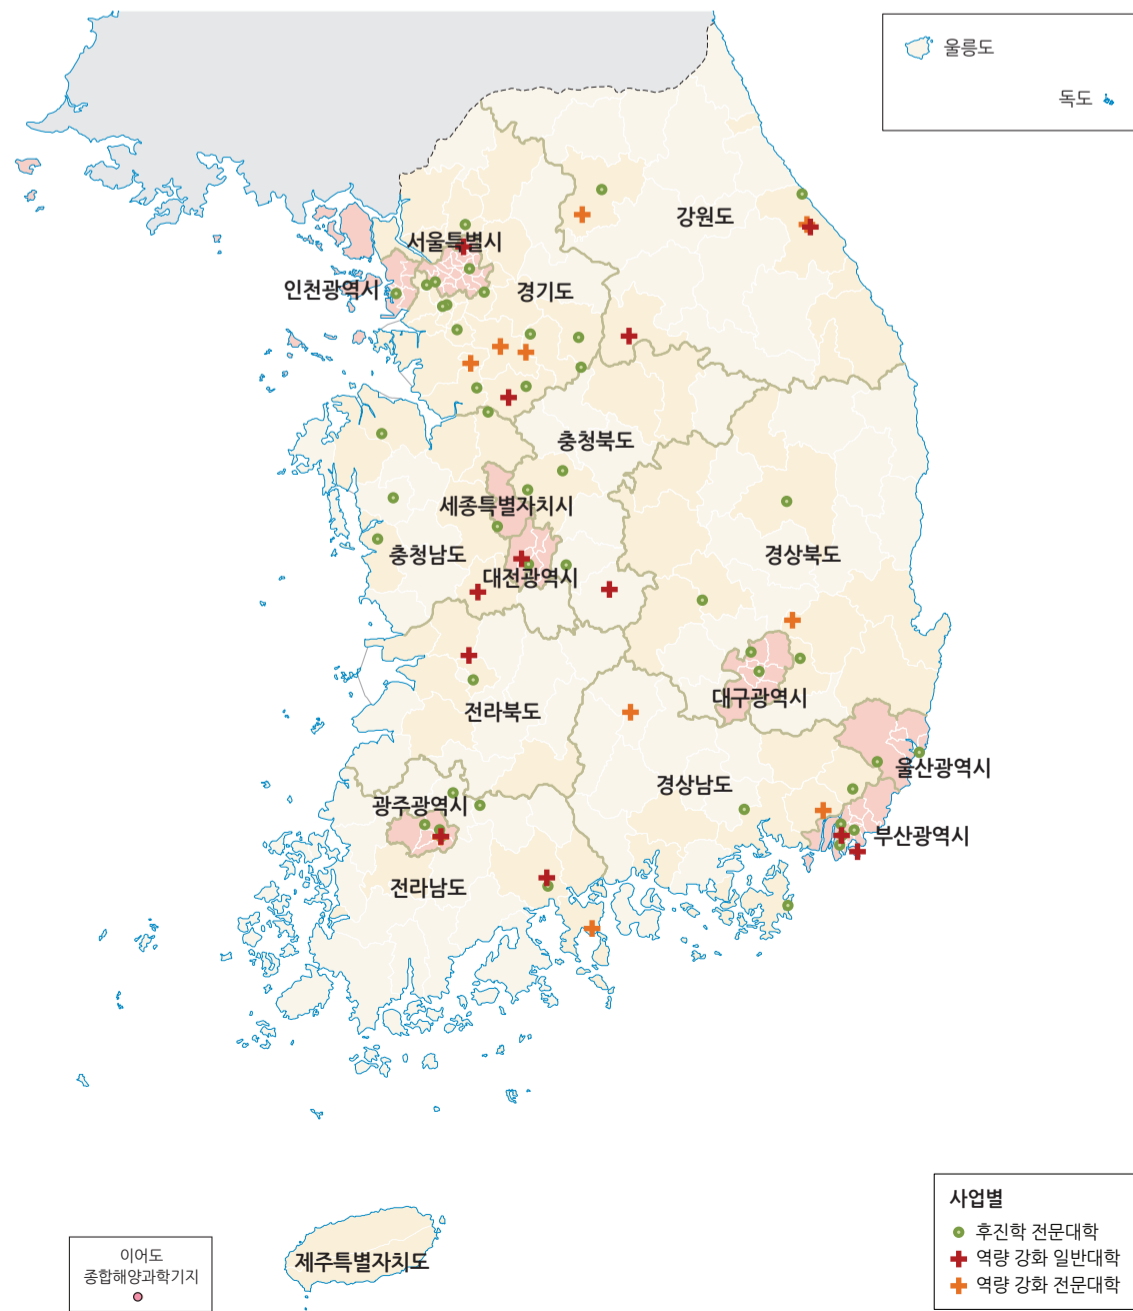 울릉도
독도
강원도
서울특별시
인천광역시
경기도
충청북도
세종특별자치시
충청남도
경상북도
대전광역시
대구광역시
전라북도
울산광역시
경상남도
광주광역시
부산광역시
전라남도
제주특별자치도
이어도
종합해양과학기지
사업별
후진학 전문대학
역량 강화 일반대학
역량 강화 전문대학